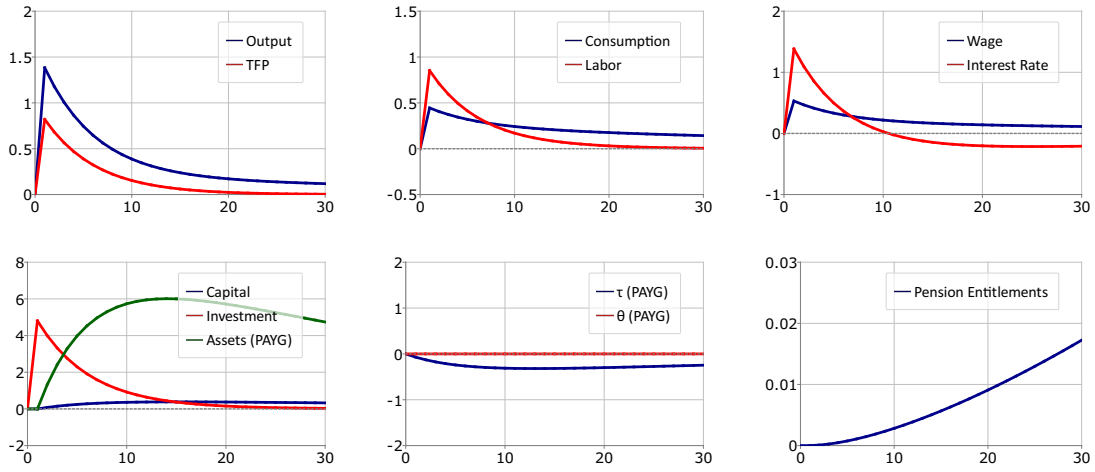 2
1.5
1
0.5
0
0 10 20 30
Output
TFP
1.5
1
0.5
0
-0.5
0 10 20 30
Consumption
Labor
2
1
0
-1
0 10 20 30
Wage
Interest Rate
8
6
4
2
0
-2
0 10 20 30
Capital
Investment
Assets (PAYG)
2
1
0
-1
-2
0 10 20 30
τ (PAYG)
θ (PAYG)
0.03
0.02
0.01
0
0 10 20 30
Pension Entitlements